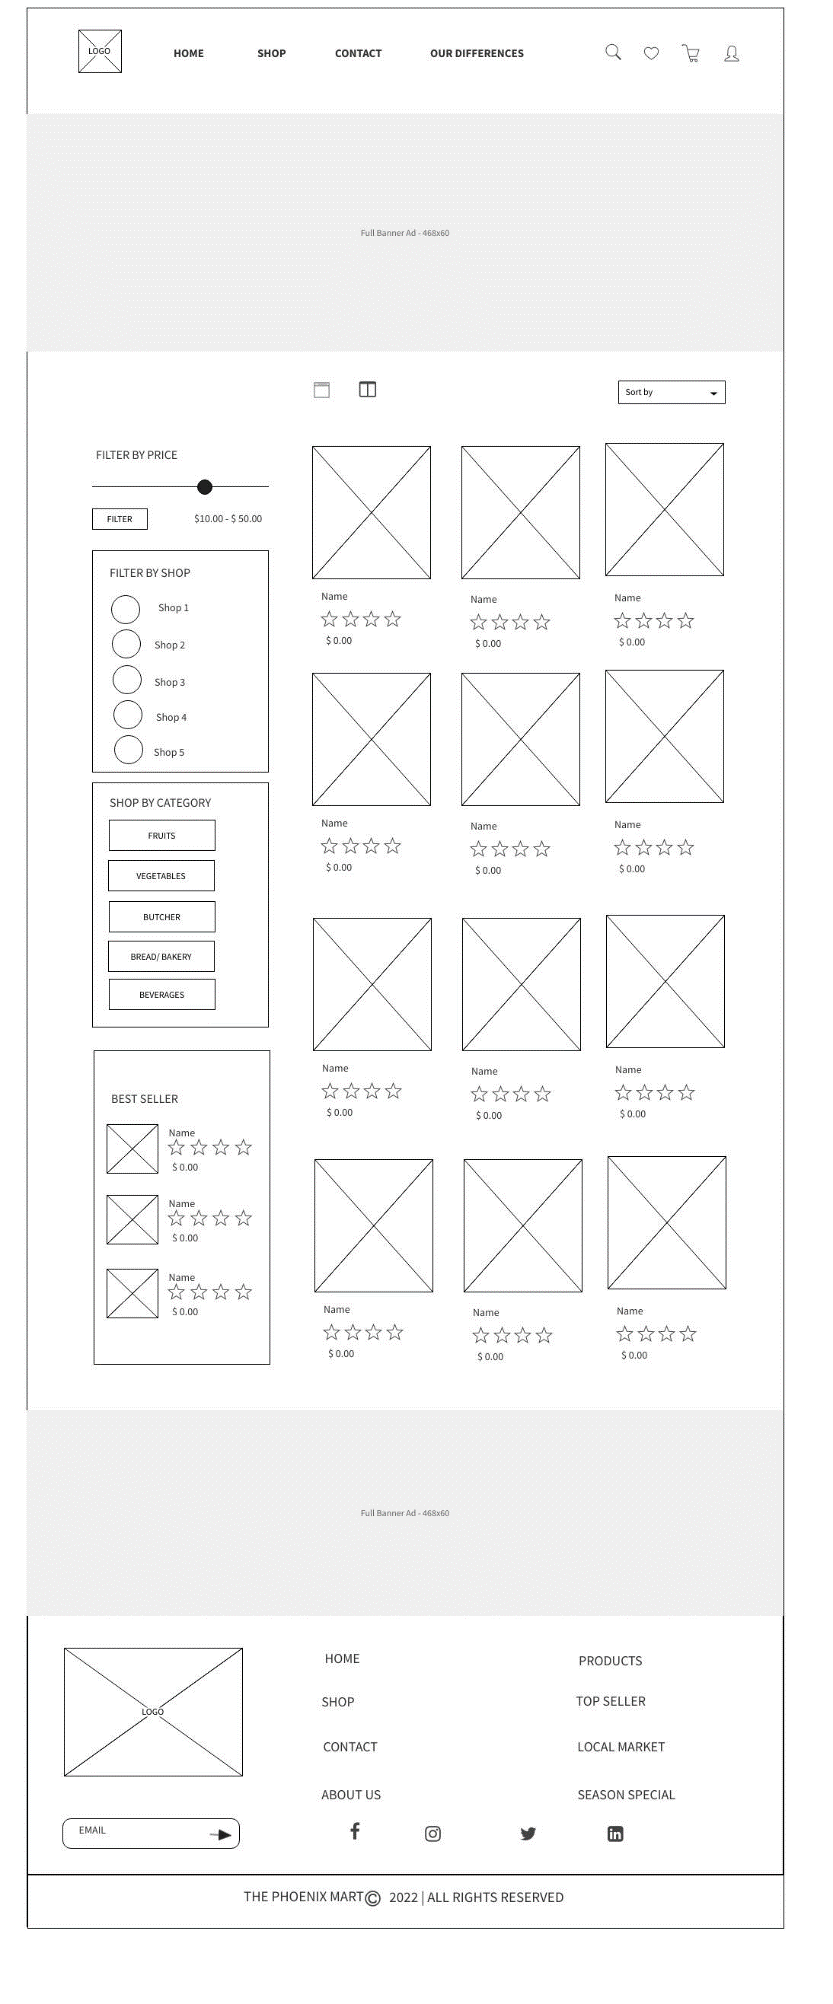 LOGO
HOME
SHOP
CONTACT
OUR DIFFERENCES
Full Banner Ad - 468x60
Sort by
FILTER BY PRICE
FILTER
$10.00 - $ 50.00
FILTER BY SHOP
Shop 1
Shop 2
Shop 3
Shop 4
Shop 5
SHOP BY CATEGORY
FRUITS
VEGETABLES
BUTCHER
BREAD/ BAKERY
BEVERAGES
BEST SELLER
Name
$ 0.00
Name
$ 0.00
Name
$ 0.00
Name
$ 0.00
Name
$ 0.00
Name
$ 0.00
Name
$ 0.00
Name
$ 0.00
Name
$ 0.00
Name
$ 0.00
Name
$ 0.00
Name
$ 0.00
Name
$ 0.00
Name
$ 0.00
Name
$ 0.00
Full Banner Ad - 468x60
LOGO
EMAIL
HOME
SHOP
CONTACT
ABOUT US
PRODUCTS
TOP SELLER
LOCAL MARKET
SEASON SPECIAL
THE PHOENIX MART© 2022 | ALL RIGHTS RESERVED